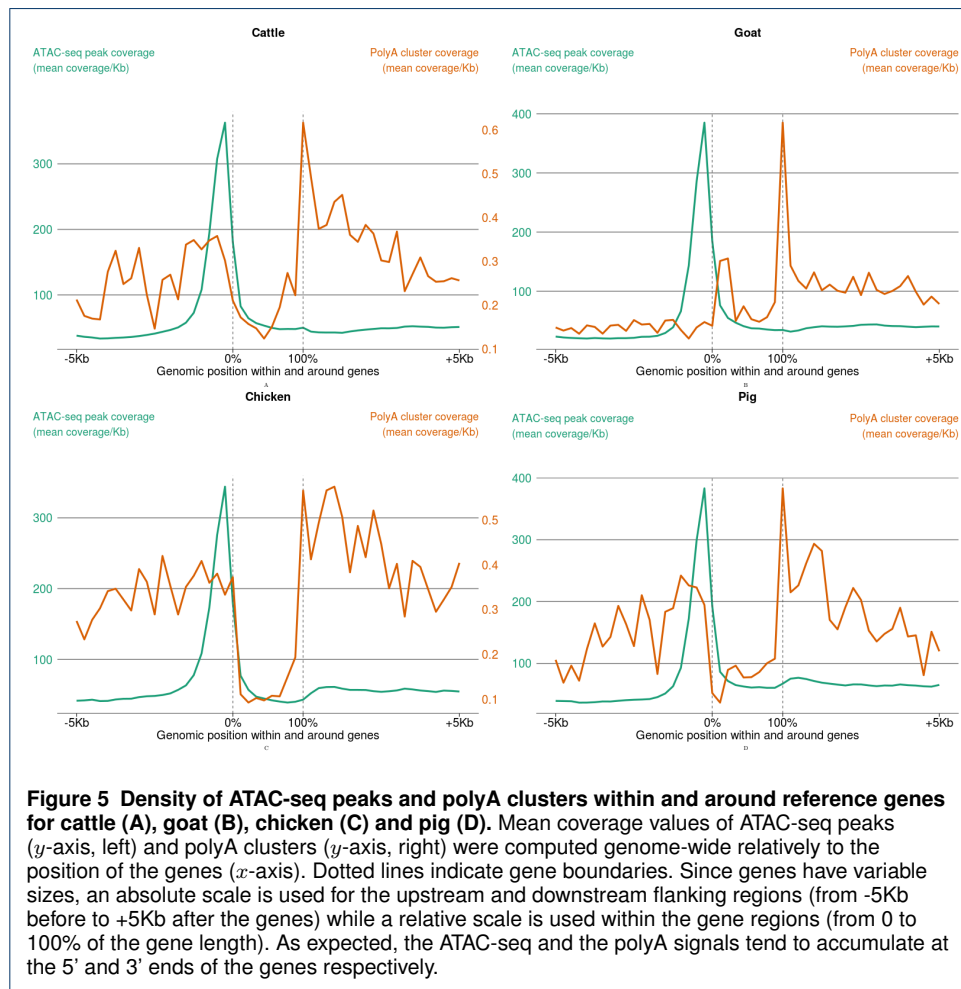 Cattle
ATAC-seq peak coverage
(mean coverage/Kb)
PolyA cluster coverage
(mean coverage/Kb)
300
200
100
0.6
0.5
0.4
0.3
0.2
0.1
-5Kb 0% 100% +5Kb
Genomic position within and around genes
A
Goat
ATAC-seq peak coverage
(mean coverage/Kb)
PolyA cluster coverage
(mean coverage/Kb)
400
300
200
100
0
-5Kb 0% 100% +5Kb
Genomic position within and around genes
B
Chicken
ATAC-seq peak coverage
(mean coverage/Kb)
PolyA cluster coverage
(mean coverage/Kb)
300
200
100
0.5
0.4
0.3
0.2
0.1
-5Kb 0% 100% +5Kb
Genomic position within and around genes
C
Pig
ATAC-seq peak coverage
(mean coverage/Kb)
PolyA cluster coverage
(mean coverage/Kb)
400
300
200
100
0
-5Kb 0% 100% +5Kb
Genomic position within and around genes
D
Figure 5 Density of ATAC-seq peaks and polyA clusters within and around reference genes
for cattle (A), goat (B), chicken (C) and pig (D). Mean coverage values of ATAC-seq peaks
(y-axis, left) and polyA clusters (y-axis, right) were computed genome-wide relatively to the
position of the genes (x-axis). Dotted lines indicate gene boundaries. Since genes have variable
sizes, an absolute scale is used for the upstream and downstream flanking regions (from -5Kb
before to +5Kb after the genes) while a relative scale is used within the gene regions (from 0 to
100% of the gene length). As expected, the ATAC-seq and the polyA signals tend to accumulate at
the 5' and 3' ends of the genes respectively.